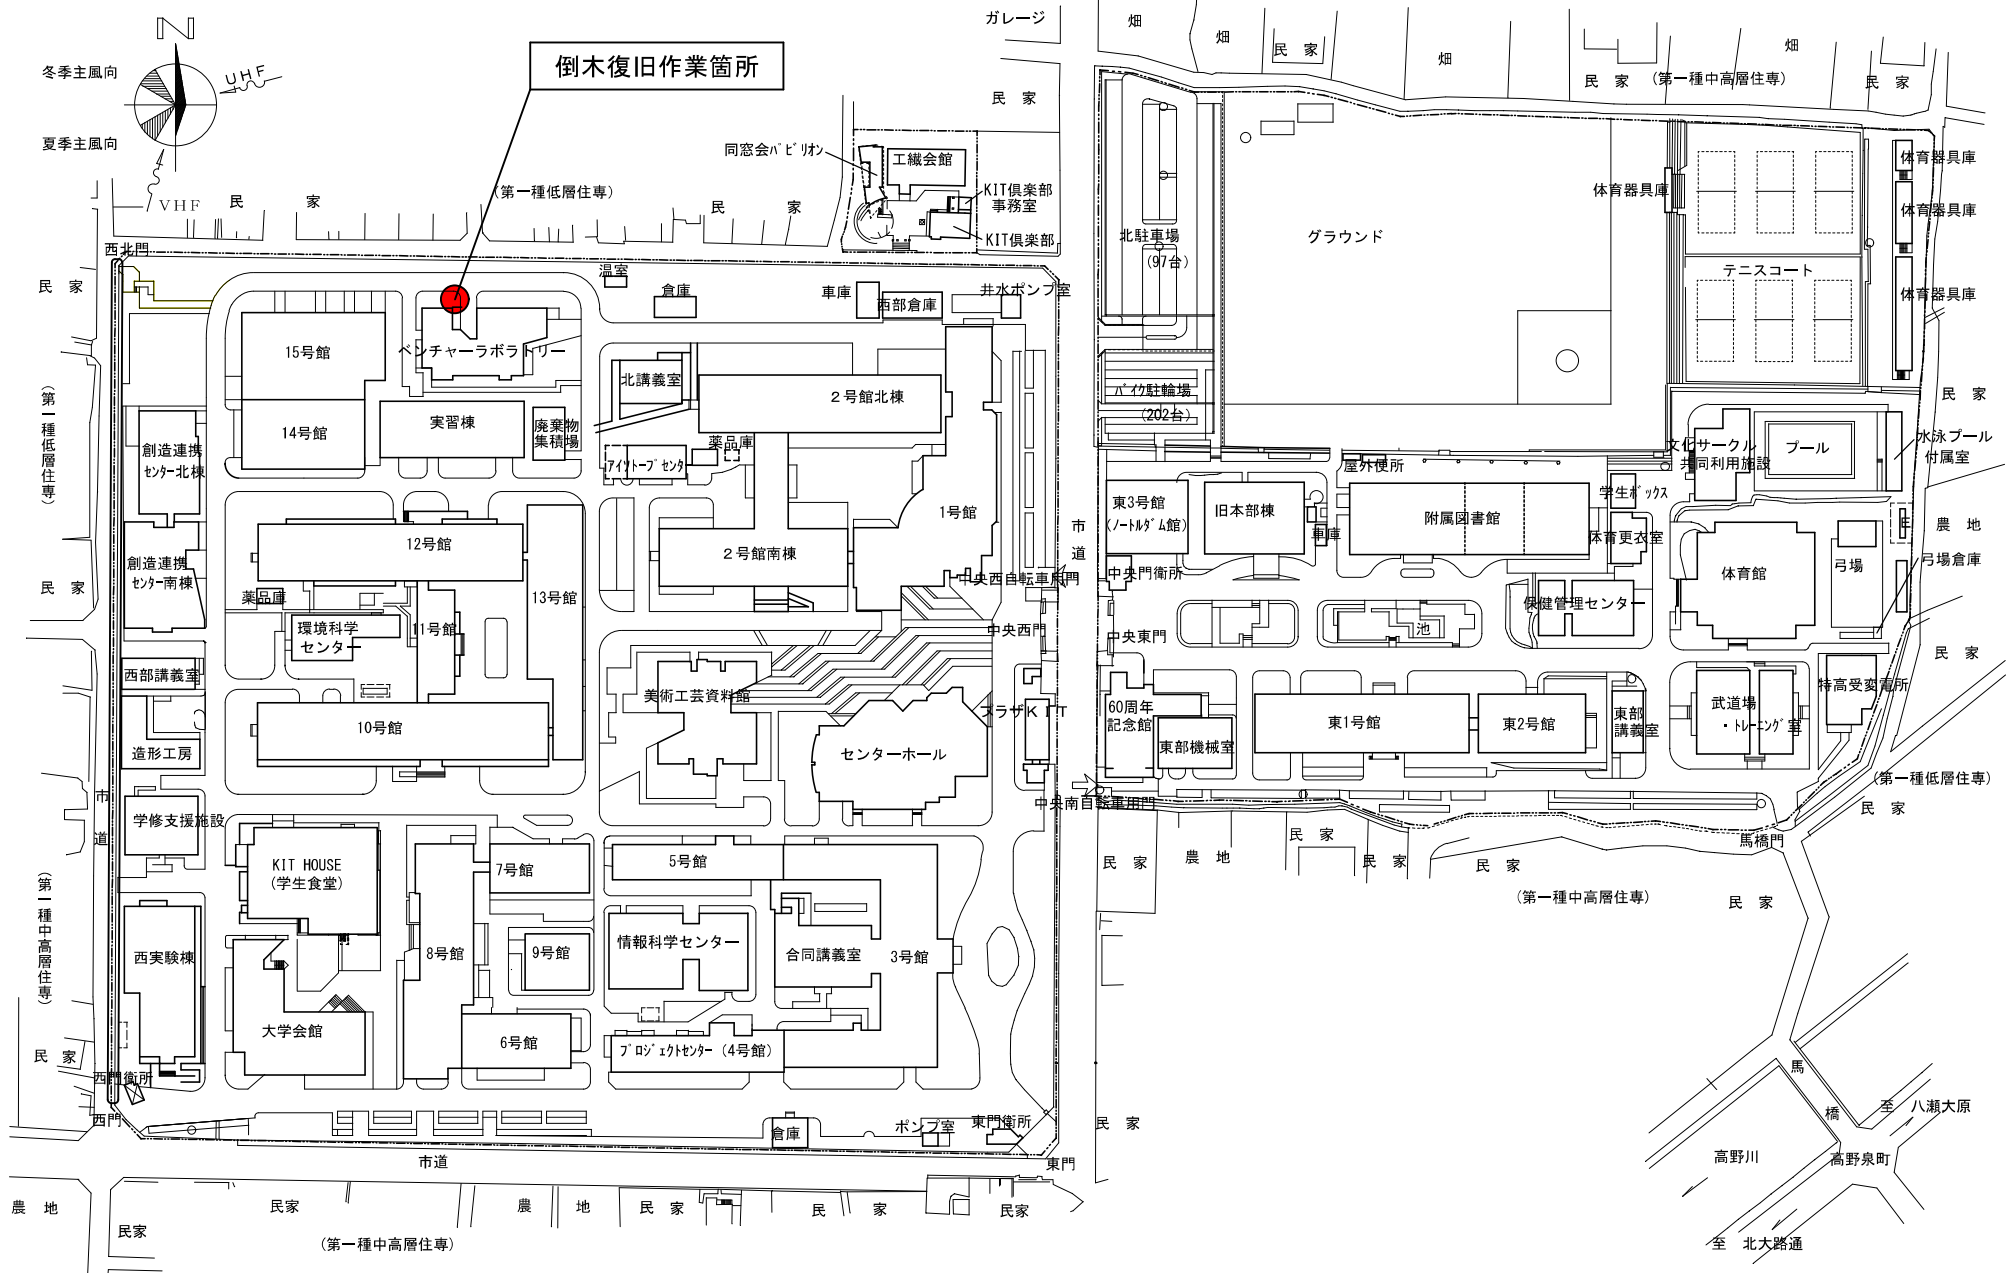 N
冬季主風向
UHF
夏季主風向
VHF
倒木復旧作業箇所
ガレージ
畑
畑
民 家
畑
畑
民 家
(第一種中高層住専)
民 家
民 家
同窓会パビリオン
工繊会館
KIT倶楽部
事務室
KIT倶楽部
民 家
(第一種低層住専)
民 家
西北門
民 家
温室
倉庫
車庫
西部倉庫
井水ポンプ室
北駐車場
(97台)
グラウンド
体育器具庫
体育器具庫
体育器具庫
体育器具庫
テニスコート
15号館
ベンチャーラボラトリー
北講義室
2号館北棟
バイク駐輪場
(202台)
(第一種低層住専)
14号館
実習棟
廃棄物
集積場
薬品庫
アイソトープセンタ
創造連携
センター北棟
民 家
文化サークル
共同利用施設
プール
水泳プール
付属室
屋外便所
学生ボックス
東3号館
(ノートルダム館)
旧本部棟
車庫
附属図書館
体育更衣室
農 地
1号館
市
道
12号館
2号館南棟
創造連携
センター南棟
民 家
中央西自転車用門
中央門衛所
体育館
弓場
弓場倉庫
薬品庫
13号館
環境科学
センター
11号館
保健管理センター
池
中央西門
中央東門
民 家
西部講義室
美術工芸資料館
プラザKIT
60周年
記念館
東部機械室
東1号館
東2号館
東部
講義室
武道場
・トレーニング室
特高受変電所
10号館
造形工房
センターホール
(第一種低層住専)
市
道
中央南自転車用門
民 家
学修支援施設
馬橋門
民 家
民 家
農 地
民 家
民 家
KIT HOUSE
(学生食堂)
7号館
5号館
(第一種中高層住専)
(第一種中高層住専)
民 家
西実験棟
8号館
9号館
情報科学センター
合同講義室
3号館
大学会館
6号館
プロジェクトセンター(4号館)
民 家
西門衛所
西門
倉庫
ポンプ室
東門衛所
東門
民 家
馬
橋
至 八瀬大原
高野川
高野泉町
市道
農 地
民家
民家
農 地
民 家
民 家
民家
(第一種中高層住専)
至 北大路通